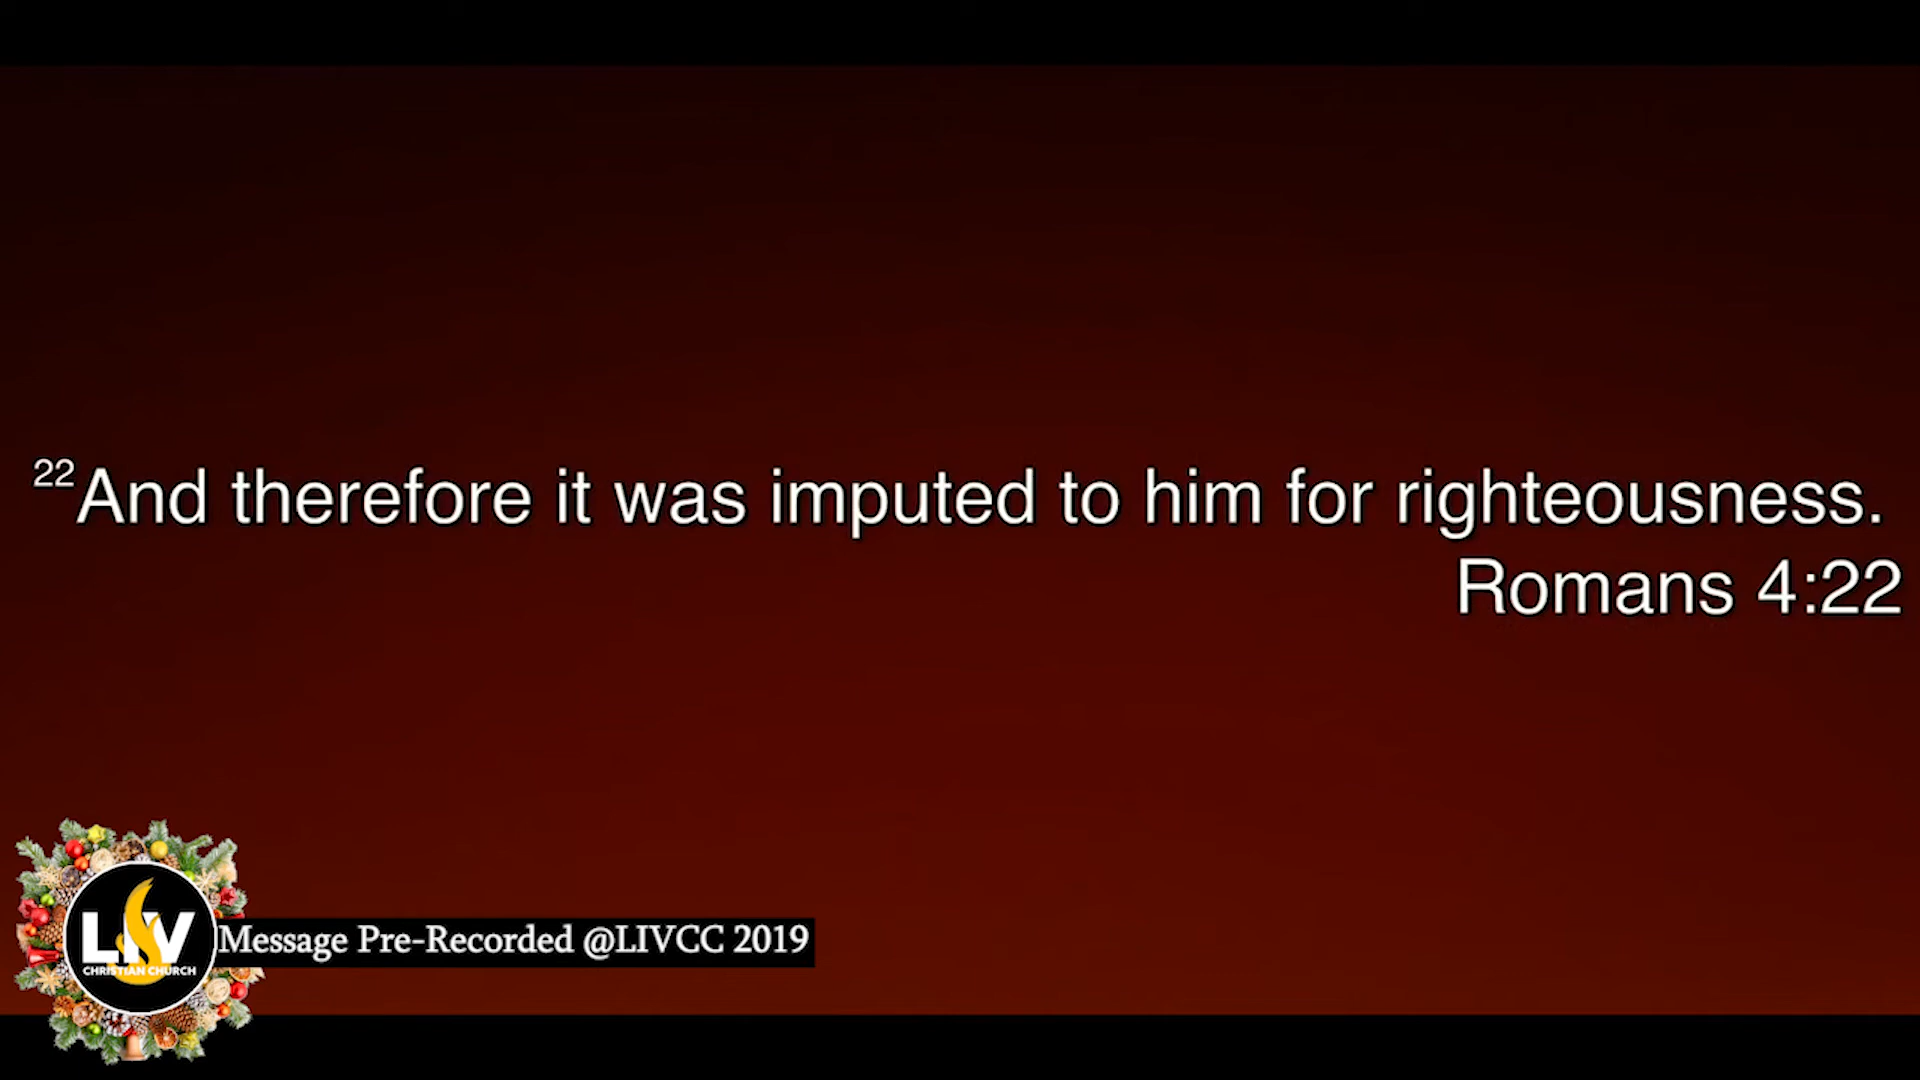 22And therefore it was imputed to him for righteousness.
Romans 4:22
LIV
CHRISTIAN CHURCH
Message Pre-Recorded @LIVCC 2019